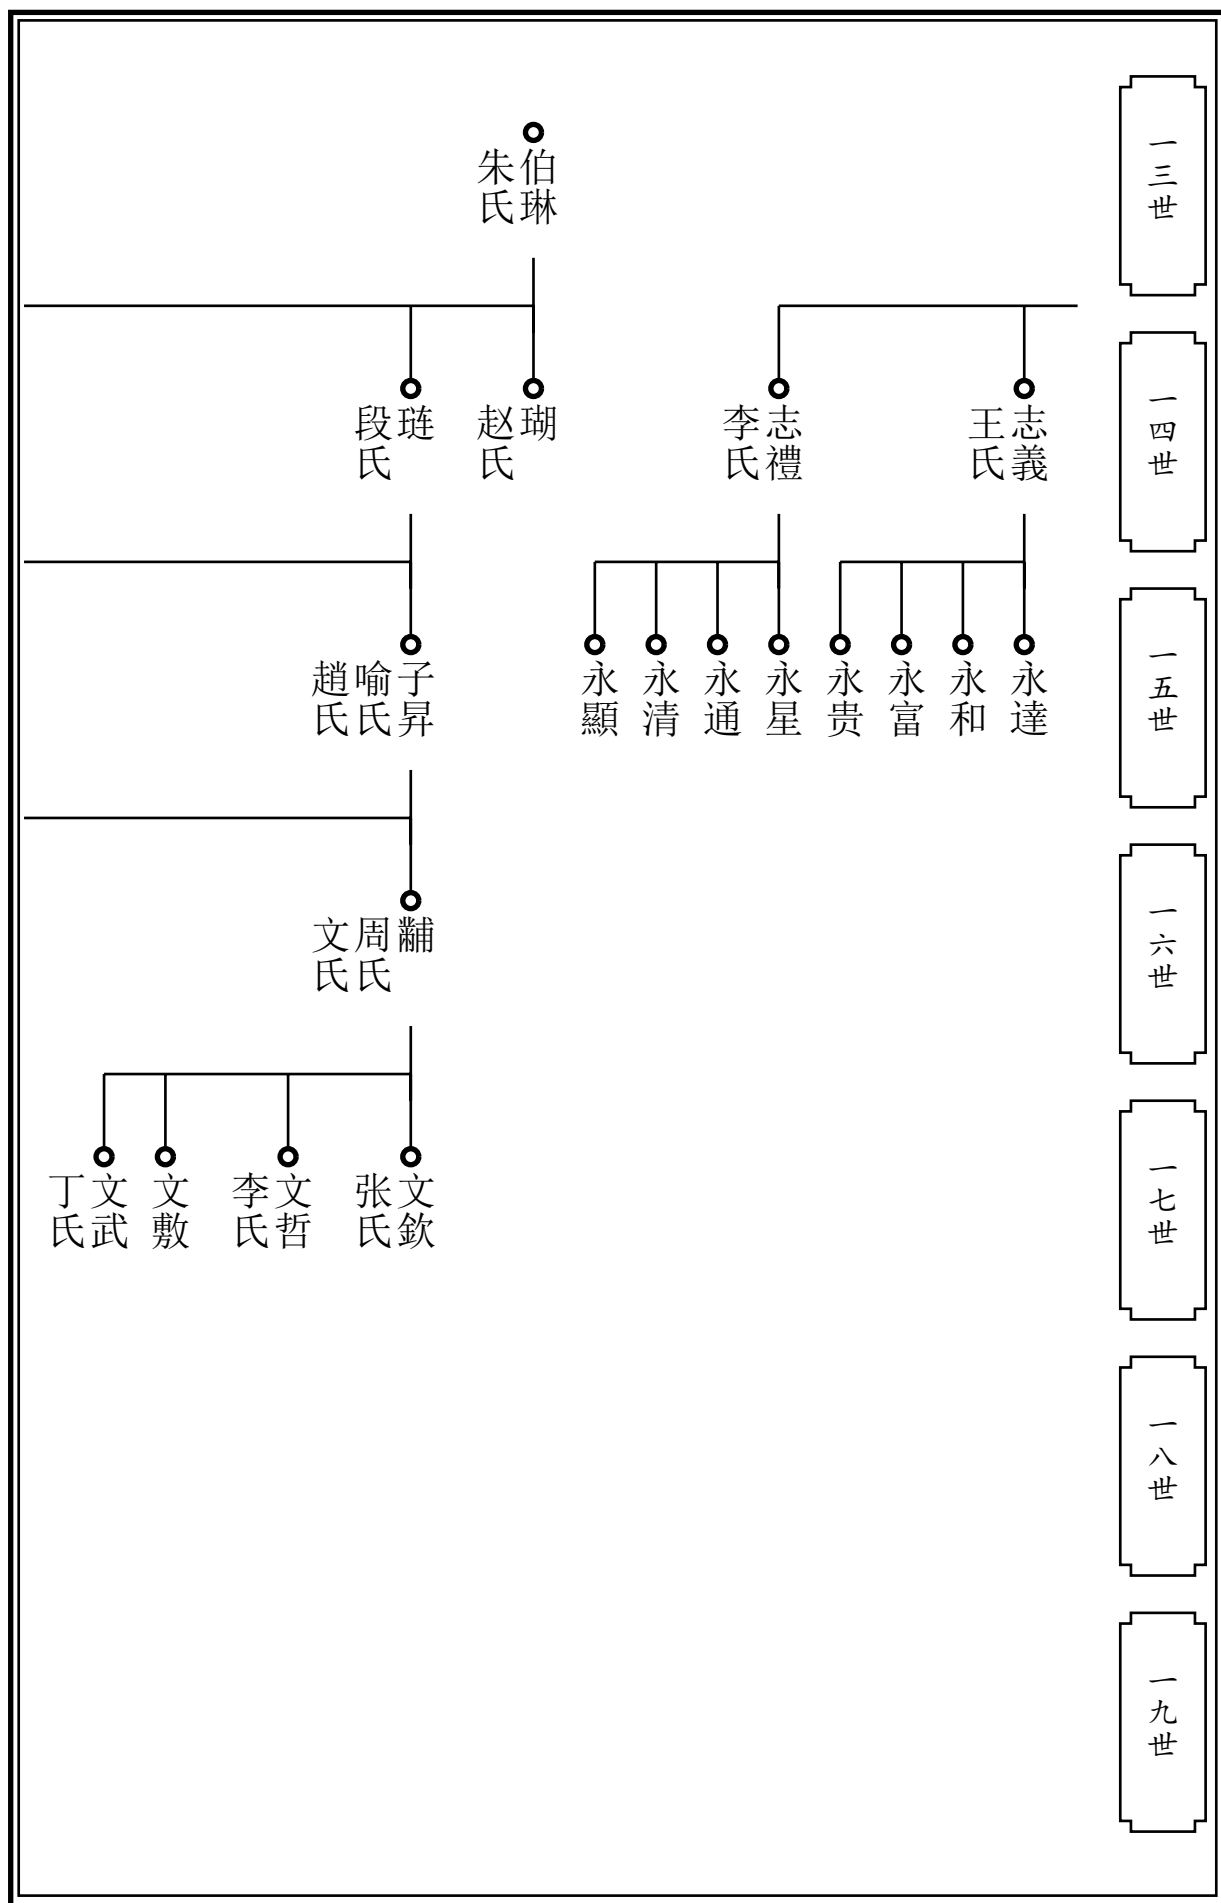 一三世
一四世
一五世
一六世
一七世
一八世
一九世
伯琳
朱氏
志義
王氏
志禮
李氏
瑚
赵氏
琏
段氏
永達
永和
永富
永贵
永星
永通
永清
永顯
子昇
喻氏
趙氏
黼
周氏
文氏
文欽
张氏
文哲
李氏
文敷
文武
丁氏